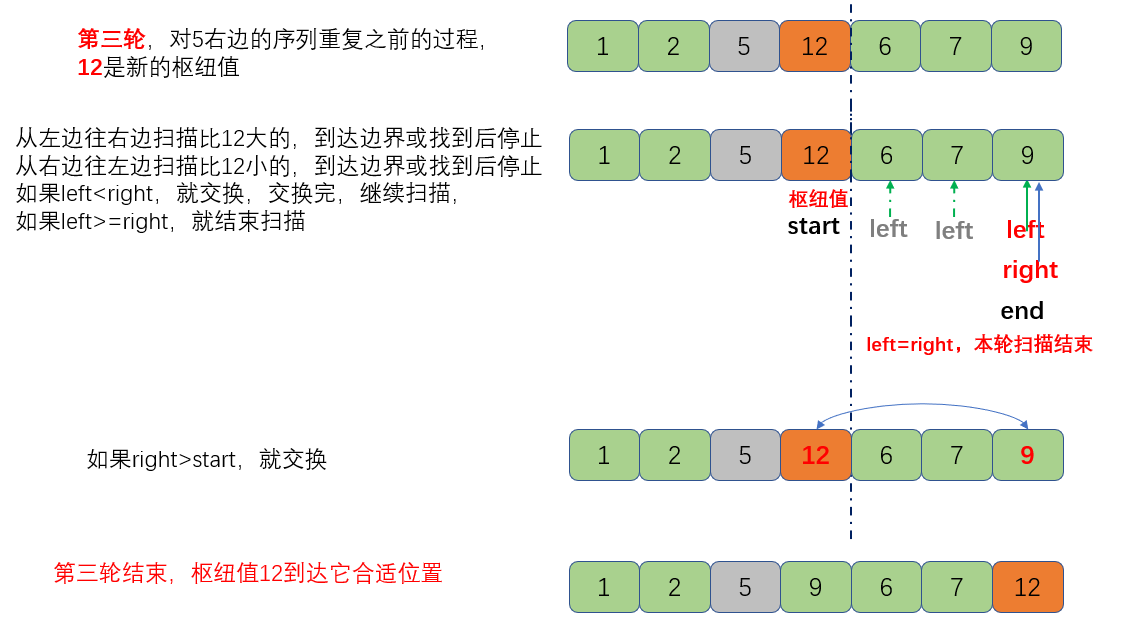 第三轮，对5右边的序列重复之前的过程，
12是新的枢纽值
1 2 5 12 6 7 9
从左边往右边扫描比12大的，到达边界或找到后停止
从右边往左边扫描比12小的，到达边界或找到后停止
如果left<right，就交换，交换完，继续扫描，
如果left>=right，就结束扫描
1 2 5 12 6 7 9
枢纽值
start left left left
right
end
left=right，本轮扫描结束
如果right>start，就交换
1 2 5 12 6 7 9
第三轮结束，枢纽值12到达它合适位置
1 2 5 9 6 7 12